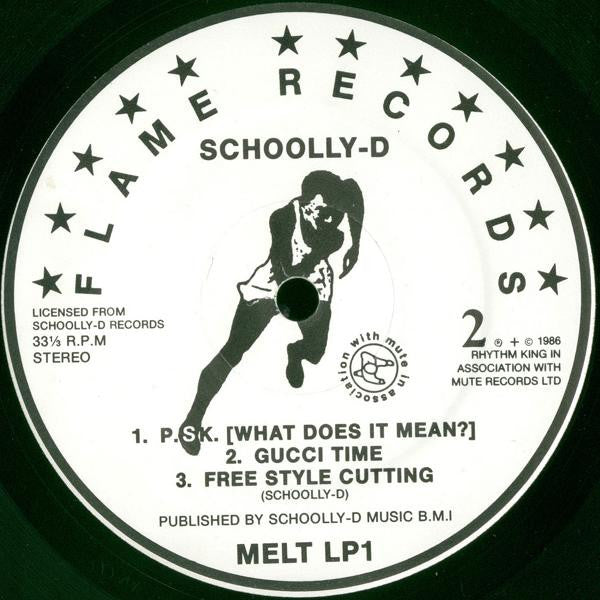 FLAME RECORDS
SCHOOLLY-D
LICENSED FROM
SCHOOLLY-D RECORDS
33⅓ R.P.M
STEREO
2 ℗ + © 1986
RHYTHM KING IN
ASSOCIATION WITH
MUTE RECORDS LTD
in association with mute
1. P.S.K. [WHAT DOES IT MEAN?]
2. GUCCI TIME
3. FREE STYLE CUTTING
(SCHOOLLY-D)
PUBLISHED BY SCHOOLLY-D MUSIC B.M.I
MELT LP1